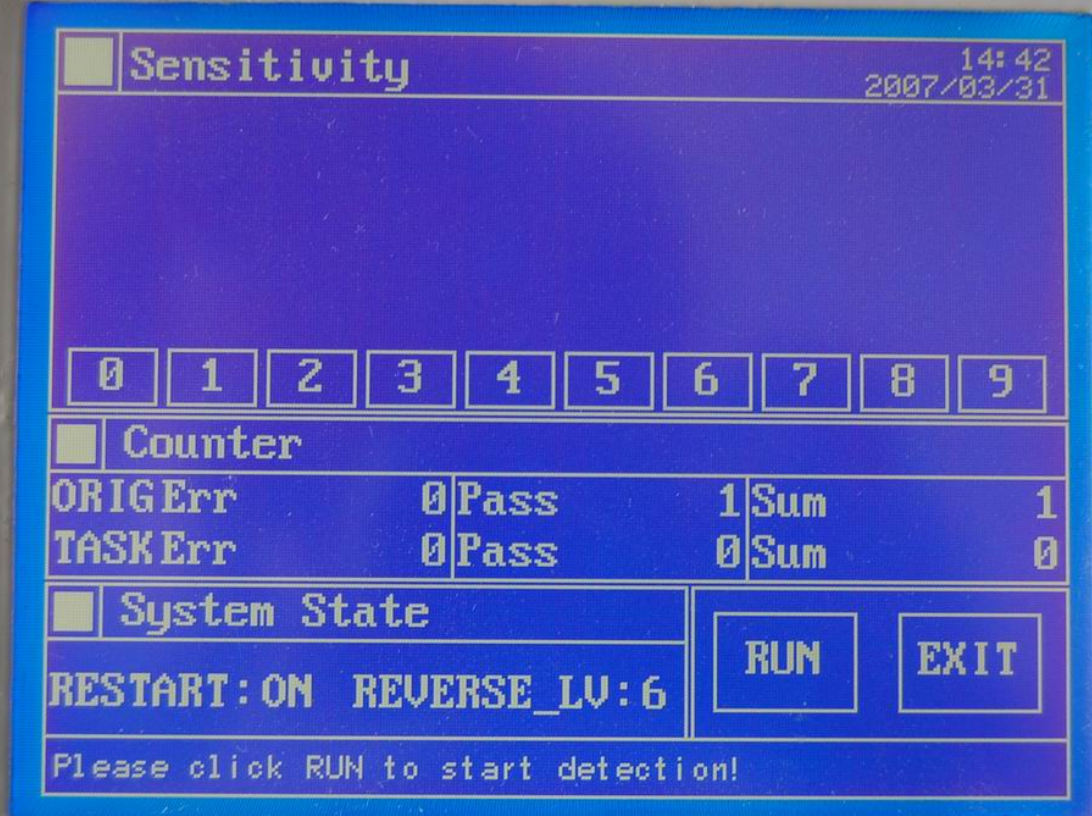 Sensitivity
14:42
2007/03/31
0 1 2 3 4 5 6 7 8 9
Counter
ORIG Err 0 Pass 1 Sum 1
TASK Err 0 Pass 0 Sum 0
System State
RESTART:ON REVERSE_LV:6
RUN EXIT
Please click RUN to start detection!